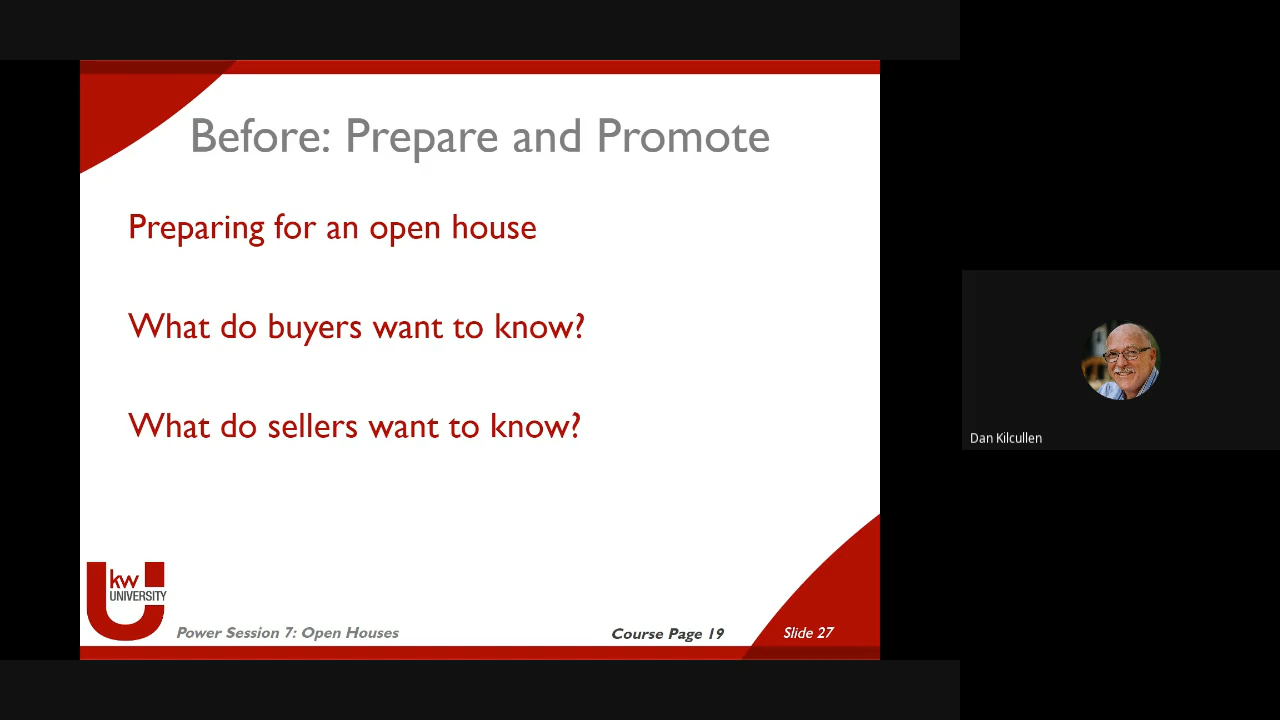 Before: Prepare and Promote
Preparing for an open house
What do buyers want to know?
What do sellers want to know?
kw
UNIVERSITY
Power Session 7: Open Houses
Course Page 19
Slide 27
Dan Kilcullen